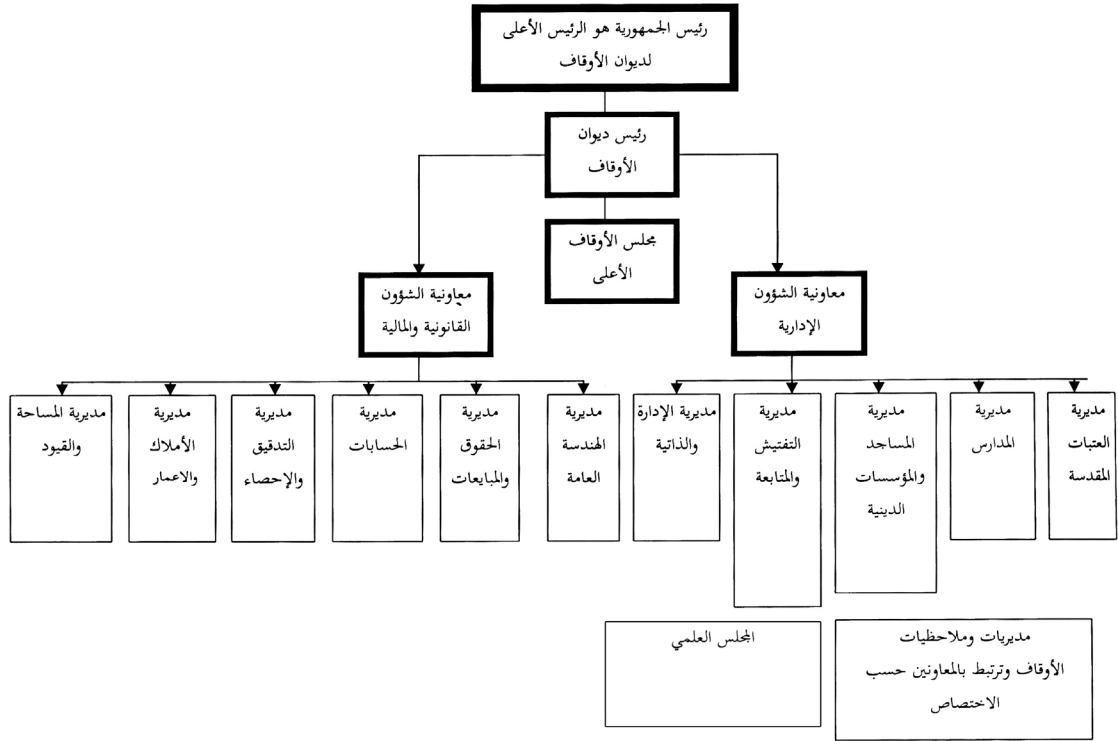 رئيس الجمهورية هو الرئيس الأعلى
لديوان الأوقاف
رئيس ديوان
الأوقاف
مجلس الأوقاف
الأعلى
معاونية الشؤون
الإدارية
معاونية الشؤون
القانونية والمالية
مديرية
العتبات
المقدسة
مديرية
المدارس
مديرية
المساجد
والمؤسسات
الدينية
مديرية
التفتيش
والمتابعة
مديرية الإدارة
والذاتية
مديرية
الهندسة
العامة
مديرية
الحقوق
والمبايعات
مديرية
الحسابات
مديرية
التدقيق
والإحصاء
مديرية
الأملاك
والاعمار
مديرية المساحة
والقيود
مديريات وملاحظيات
الأوقاف وترتبط بالمعاونين حسب
الاختصاص
المجلس العلمي